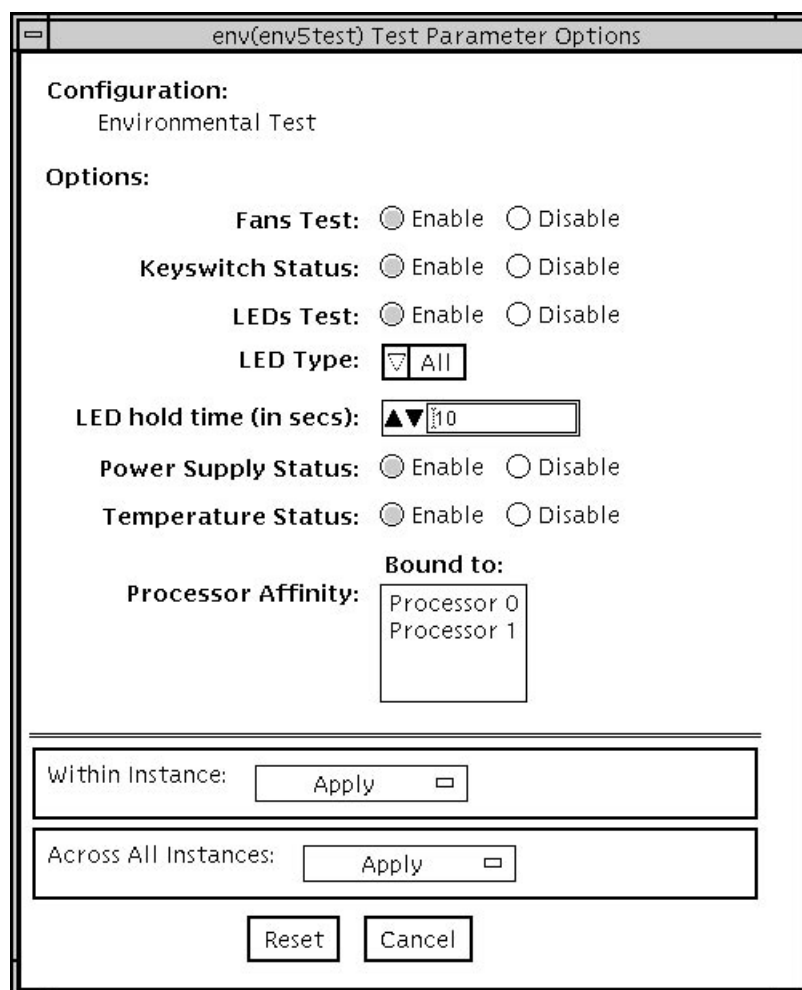 env(env5test) Test Parameter Options
Configuration:
Environmental Test
Options:
Fans Test: Enable Disable
Keyswitch Status: Enable Disable
LEDs Test: Enable Disable
LED Type: All
LED hold time (in secs): 10
Power Supply Status: Enable Disable
Temperature Status: Enable Disable
Bound to:
Processor Affinity: Processor 0
Processor 1
Within Instance: Apply
Across All Instances: Apply
Reset Cancel